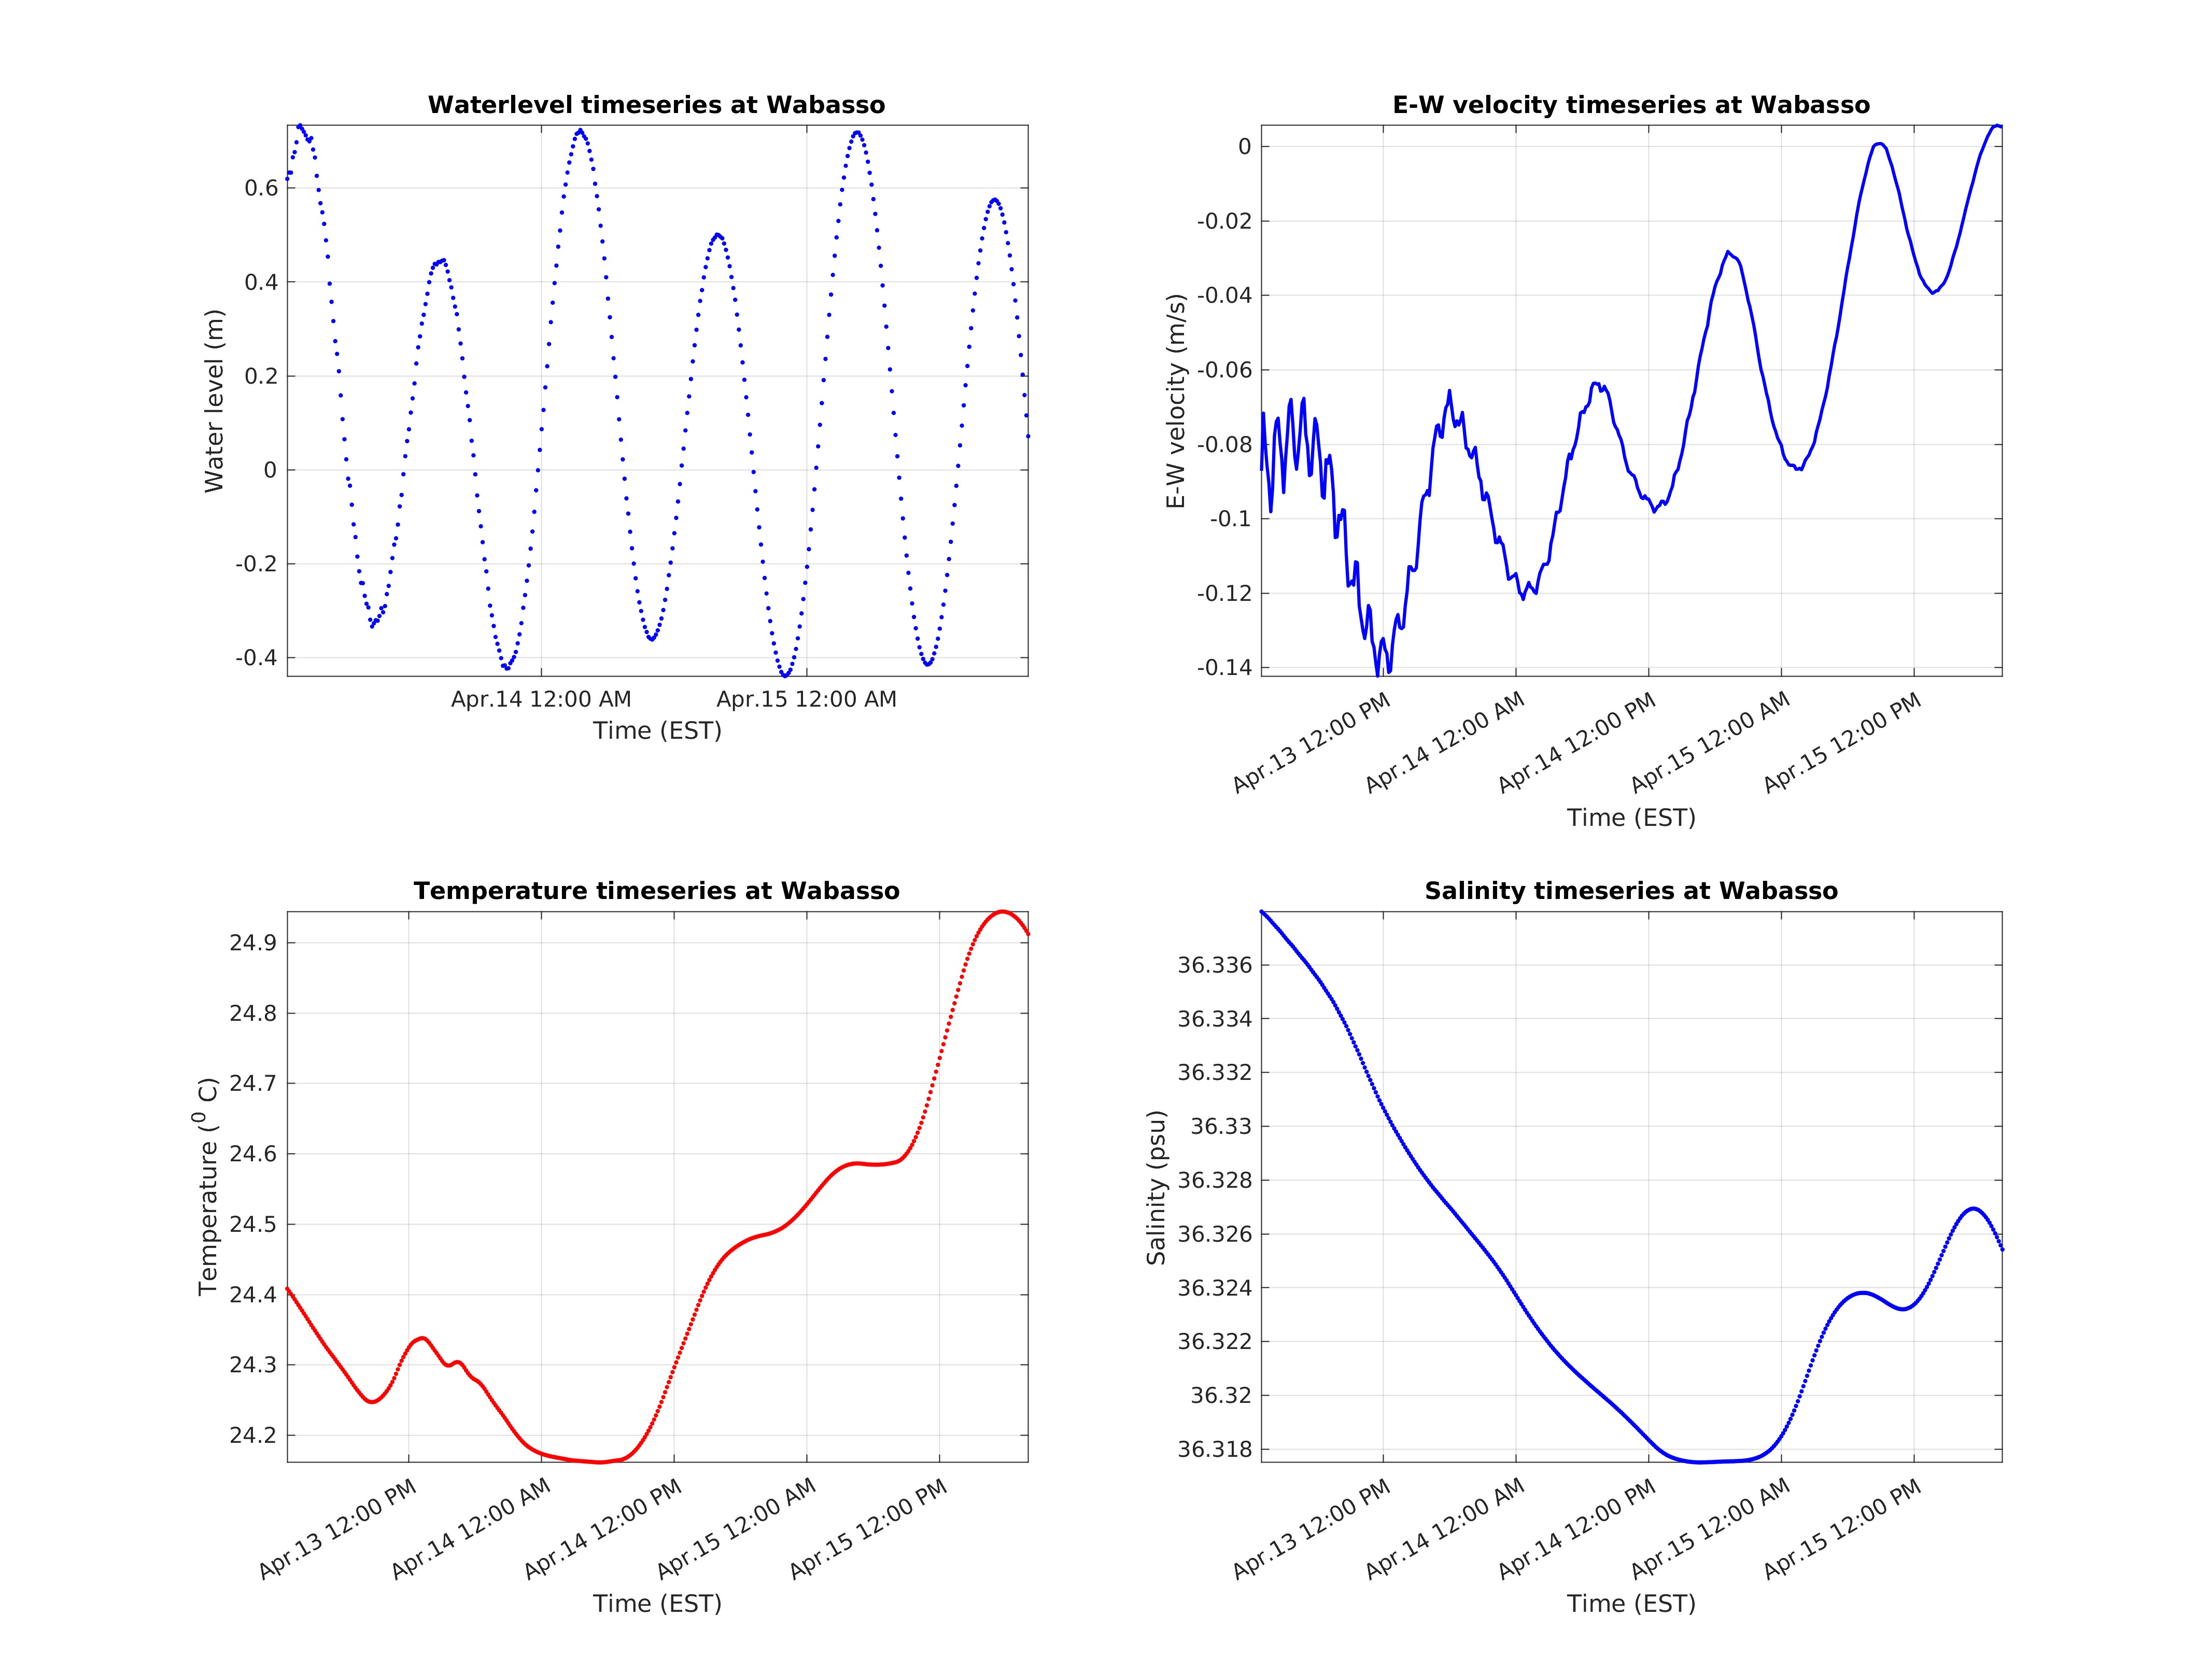 Waterlevel timeseries at Wabasso
0.6
0.4
0.2
0
-0.2
-0.4
Water level (m)
Apr.14 12:00 AM
Apr.15 12:00 AM
Time (EST)
E-W velocity timeseries at Wabasso
0
-0.02
-0.04
-0.06
-0.08
-0.1
-0.12
-0.14
E-W velocity (m/s)
Apr.13 12:00 PM
Apr.14 12:00 AM
Apr.14 12:00 PM
Apr.15 12:00 AM
Apr.15 12:00 PM
Time (EST)
Temperature timeseries at Wabasso
24.9
24.8
24.7
24.6
24.5
24.4
24.3
24.2
Temperature (⁰ C)
Apr.13 12:00 PM
Apr.14 12:00 AM
Apr.14 12:00 PM
Apr.15 12:00 AM
Apr.15 12:00 PM
Time (EST)
Salinity timeseries at Wabasso
36.336
36.334
36.332
36.33
36.328
36.326
36.324
36.322
36.32
36.318
Salinity (psu)
Apr.13 12:00 PM
Apr.14 12:00 AM
Apr.14 12:00 PM
Apr.15 12:00 AM
Apr.15 12:00 PM
Time (EST)